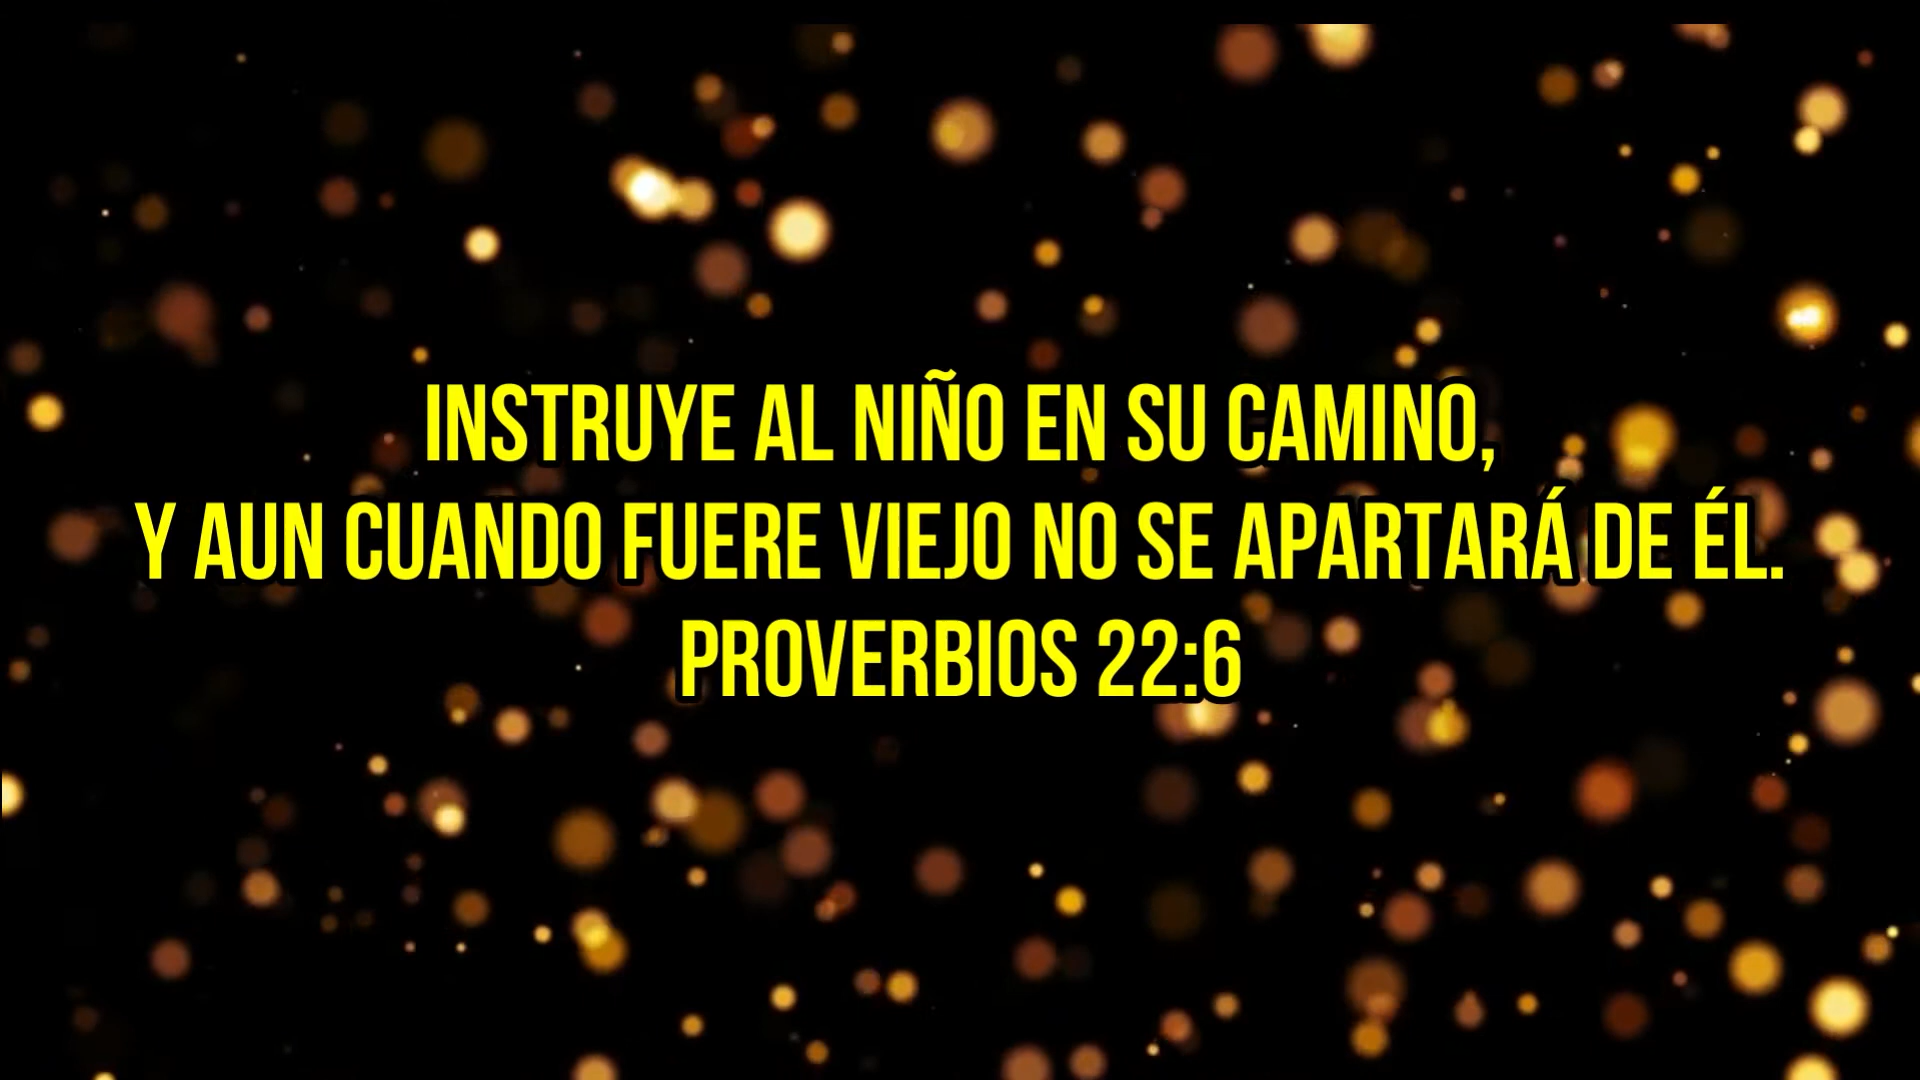 INSTRUYE AL NIÑO EN SU CAMINO,
Y AUN CUANDO FUERE VIEJO NO SE APARTARÁ DE ÉL.
PROVERBIOS 22:6